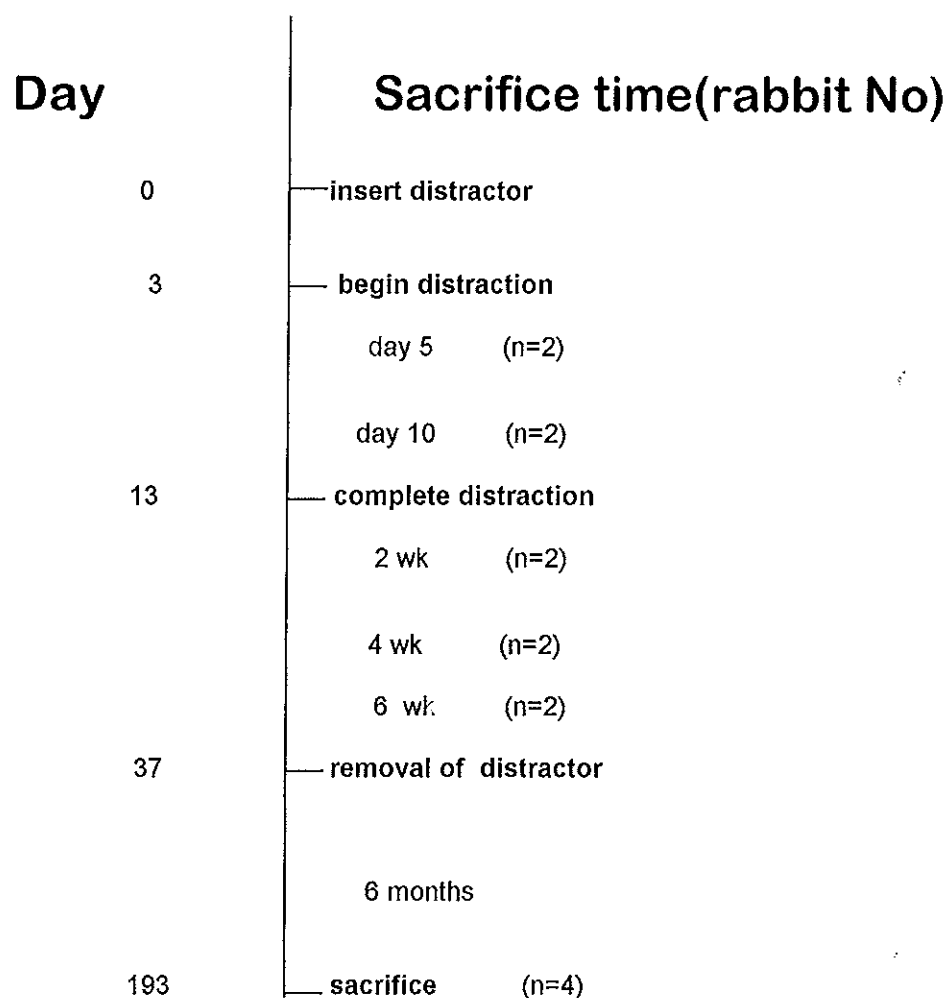 Day Sacrifice time(rabbit No)
0 insert distractor
3 begin distraction
day 5 (n=2)
day 10 (n=2)
13 complete distraction
2 wk (n=2)
4 wk (n=2)
6 wk (n=2)
37 removal of distractor
6 months
193 sacrifice (n=4)